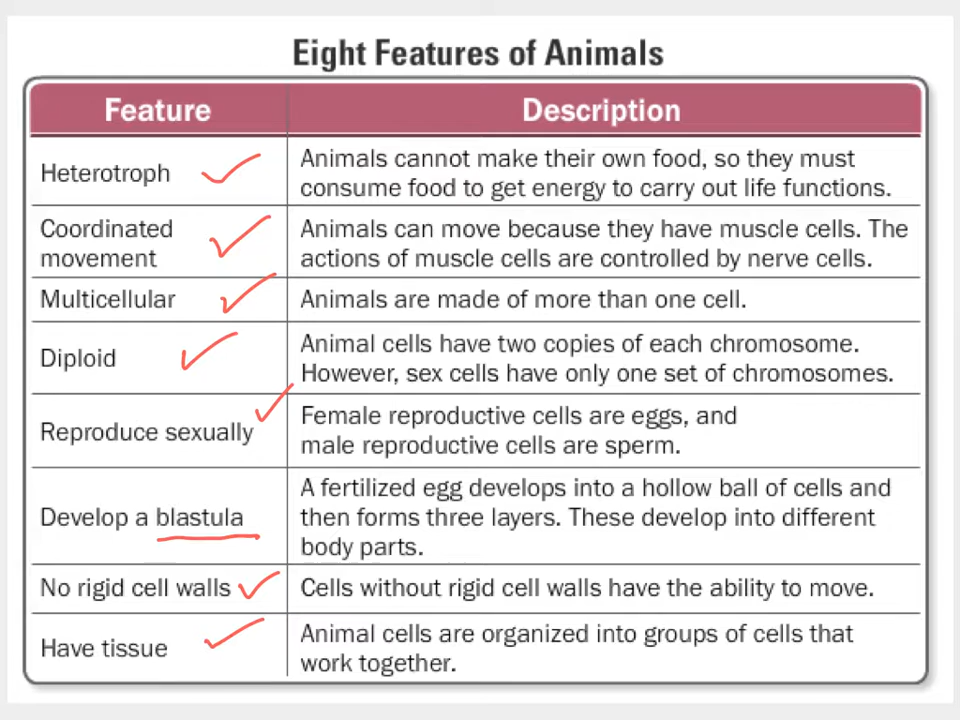 Eight Features of Animals
Feature
Description
Heterotroph
Animals cannot make their own food, so they must
consume food to get energy to carry out life functions.
Coordinated
movement
Animals can move because they have muscle cells. The
actions of muscle cells are controlled by nerve cells.
Multicellular
Animals are made of more than one cell.
Diploid
Animal cells have two copies of each chromosome.
However, sex cells have only one set of chromosomes.
Reproduce sexually
Female reproductive cells are eggs, and
male reproductive cells are sperm.
Develop a blastula
A fertilized egg develops into a hollow ball of cells and
then forms three layers. These develop into different
body parts.
No rigid cell walls
Cells without rigid cell walls have the ability to move.
Have tissue
Animal cells are organized into groups of cells that
work together.